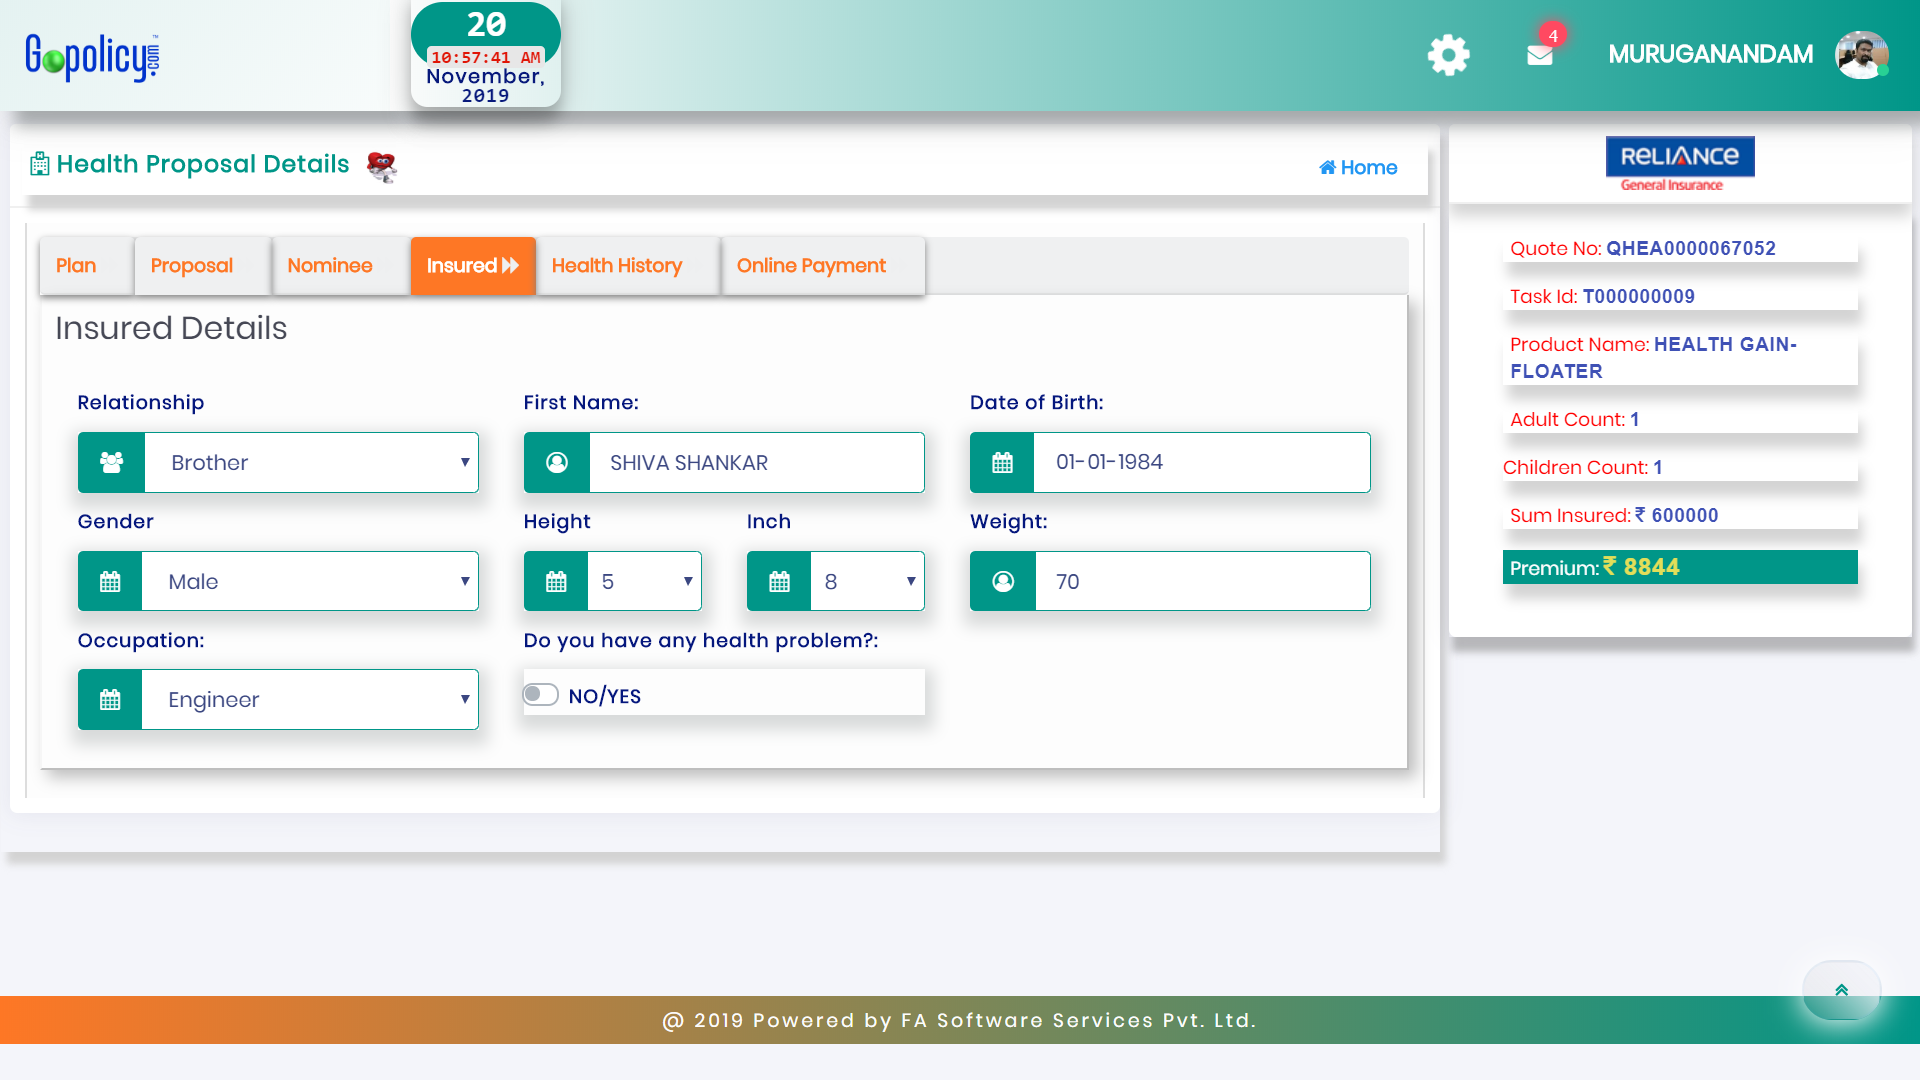 Gopolicy.com™
20
10:57:41 AM
November,
2019
4
MURUGANANDAM
Health Proposal Details
Home
RELIANCE
General Insurance
Plan
Proposal
Nominee
Insured
Health History
Online Payment
Insured Details
Relationship
First Name:
Date of Birth:
Brother
SHIVA SHANKAR
01-01-1984
Gender
Height
Inch
Weight:
Male
5
8
70
Occupation:
Do you have any health problem?:
Engineer
NO/YES
Quote No: QHEA0000067052
Task Id: T000000009
Product Name: HEALTH GAIN-
FLOATER
Adult Count: 1
Children Count: 1
Sum Insured: ₹ 600000
Premium: ₹ 8844
@ 2019 Powered by FA Software Services Pvt. Ltd.